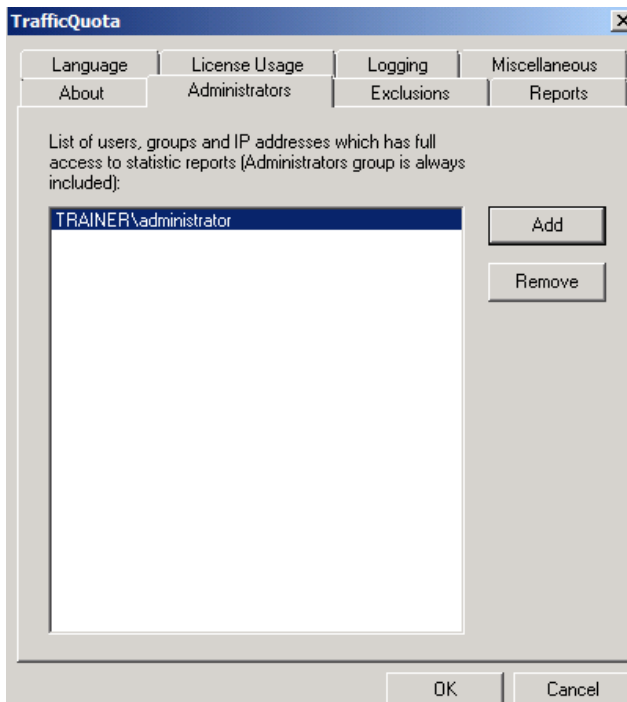 TrafficQuota
Language License Usage Logging Miscellaneous
About Administrators Exclusions Reports
List of users, groups and IP addresses which has full
access to statistic reports (Administrators group is always
included):
TRAINER\administrator
Add
Remove
OK Cancel